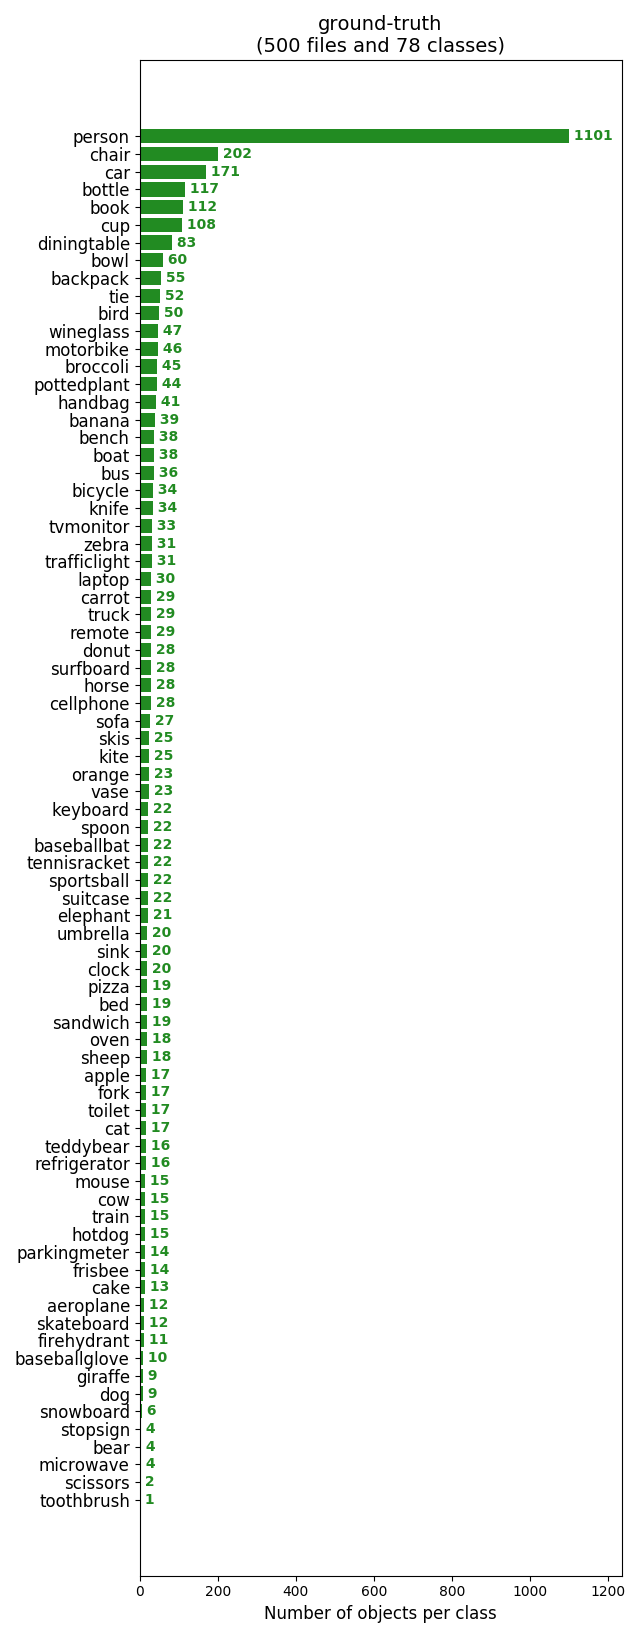 ground-truth
(500 files and 78 classes)
person 1101
chair 202
car 171
bottle 117
book 112
cup 108
diningtable 83
bowl 60
backpack 55
tie 52
bird 50
wineglass 47
motorbike 46
broccoli 45
pottedplant 44
handbag 41
banana 39
bench 38
boat 38
bus 36
bicycle 34
knife 34
tvmonitor 33
zebra 31
trafficlight 31
laptop 30
carrot 29
truck 29
remote 29
donut 28
surfboard 28
horse 28
cellphone 28
sofa 27
skis 25
kite 25
orange 23
vase 23
keyboard 22
spoon 22
baseballbat 22
tennisracket 22
sportsball 22
suitcase 22
elephant 21
umbrella 20
sink 20
clock 20
pizza 19
bed 19
sandwich 19
oven 18
sheep 18
apple 17
fork 17
toilet 17
cat 17
teddybear 16
refrigerator 16
mouse 15
cow 15
train 15
hotdog 15
parkingmeter 14
frisbee 14
cake 13
aeroplane 12
skateboard 12
firehydrant 11
baseballglove 10
giraffe 9
dog 9
snowboard 6
stopsign 4
bear 4
microwave 4
scissors 2
toothbrush 1
0 200 400 600 800 1000 1200
Number of objects per class